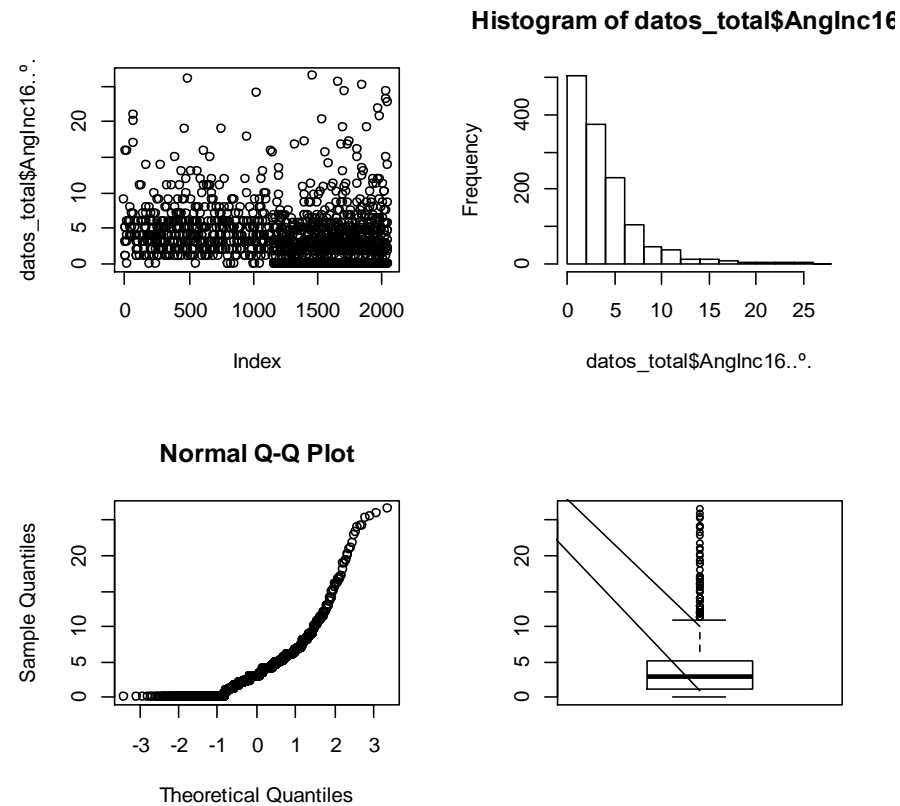 datos_total$AngInc16..º.
0 5 10 20
0 500 1000 1500 2000
Index
Histogram of datos_total$AngInc16
Frequency
0 200 400
0 5 10 15 20 25
datos_total$AngInc16..º.
Normal Q-Q Plot
Sample Quantiles
0 5 10 20
-3 -2 -1 0 1 2 3
Theoretical Quantiles
0 5 10 20